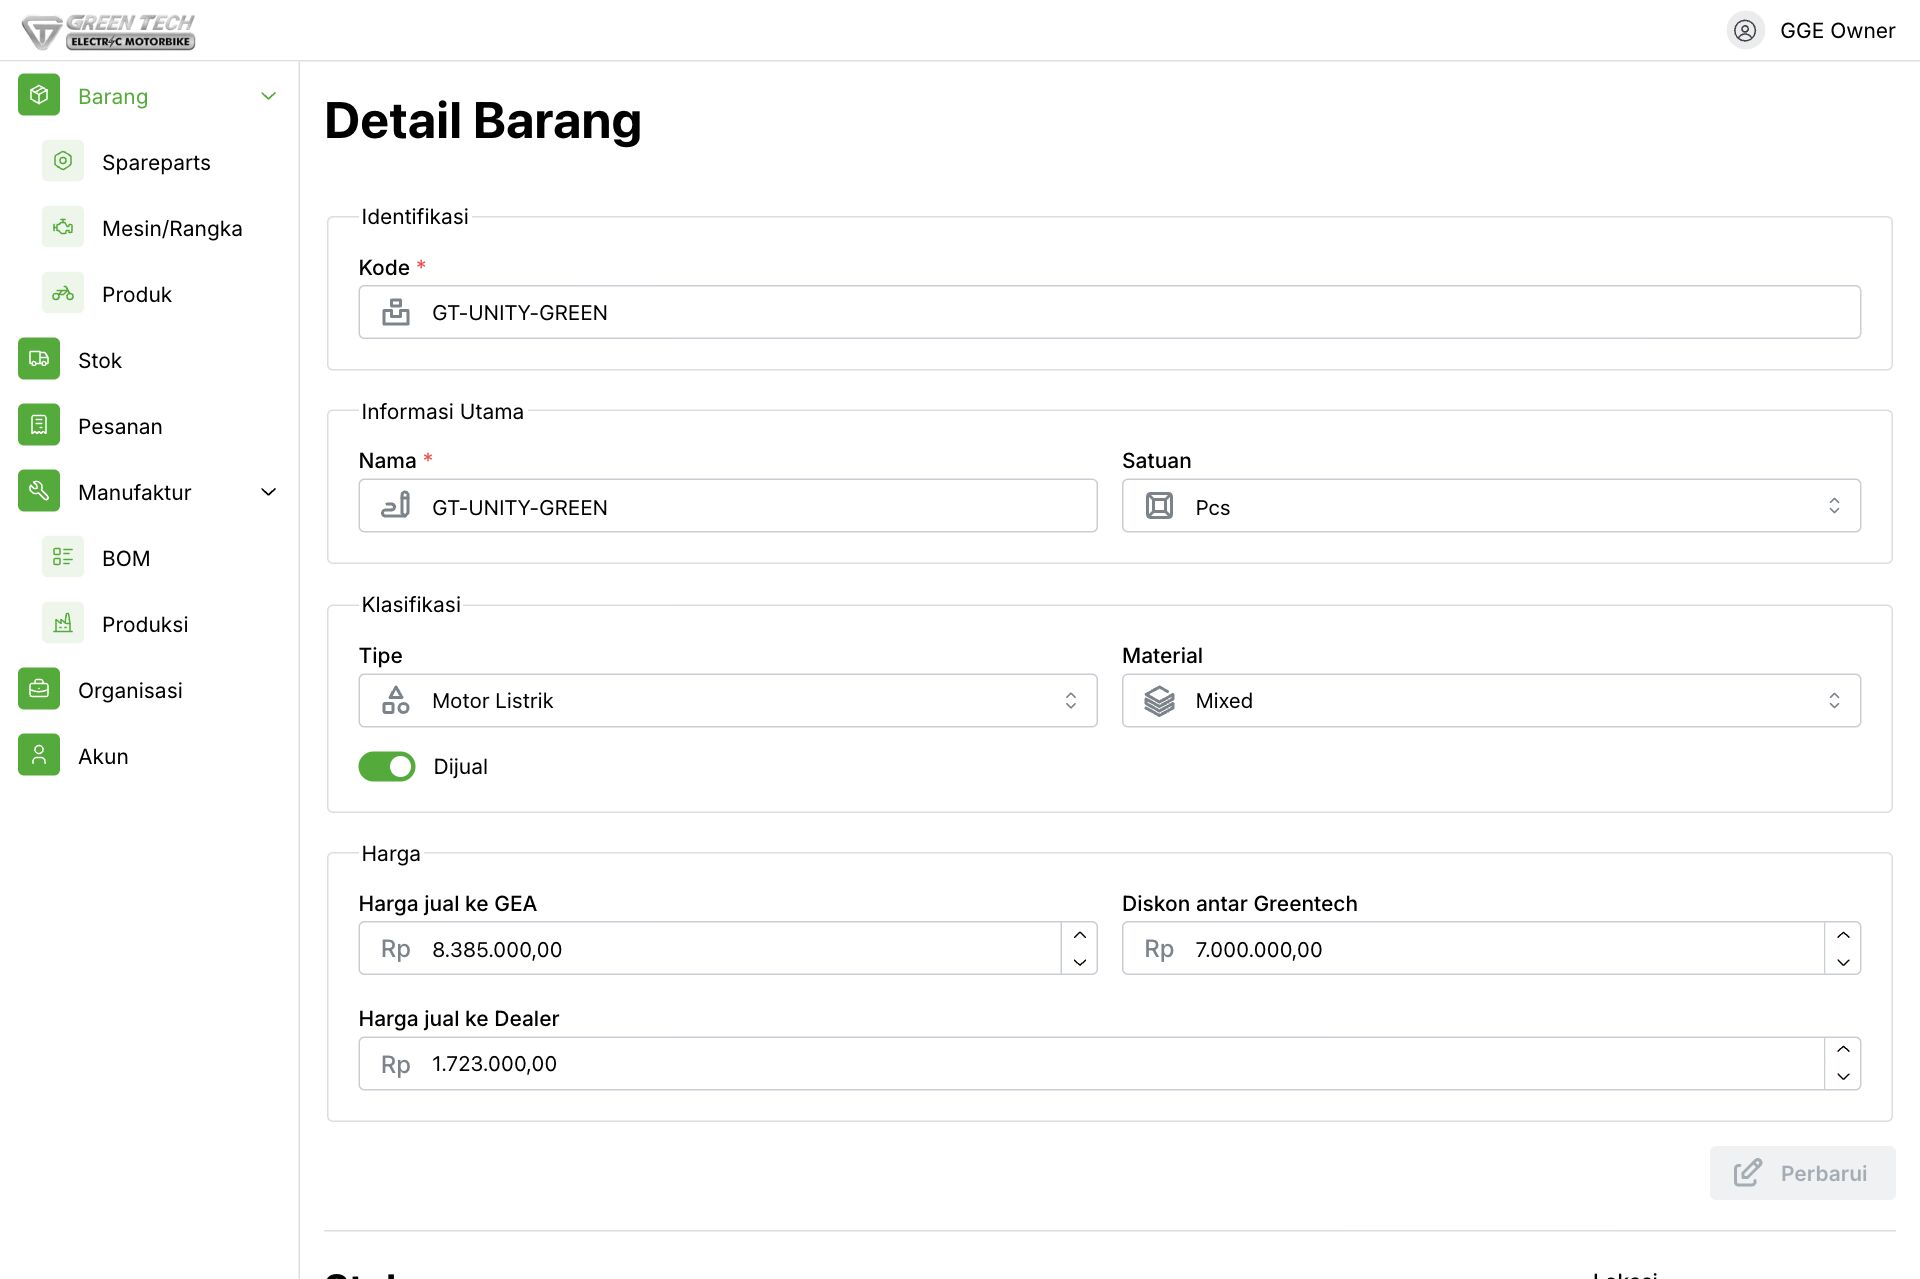 GREEN TECH
ELECTRIC MOTORBIKE
GGE Owner
Barang
Spareparts
Mesin/Rangka
Produk
Stok
Pesanan
Manufaktur
BOM
Produksi
Organisasi
Akun
Detail Barang
Identifikasi
Kode *
GT-UNITY-GREEN
Informasi Utama
Nama *
GT-UNITY-GREEN
Satuan
Pcs
Klasifikasi
Tipe
Motor Listrik
Material
Mixed
Dijual
Harga
Harga jual ke GEA
Rp 8.385.000,00
Diskon antar Greentech
Rp 7.000.000,00
Harga jual ke Dealer
Rp 1.723.000,00
Perbarui
Lokasi